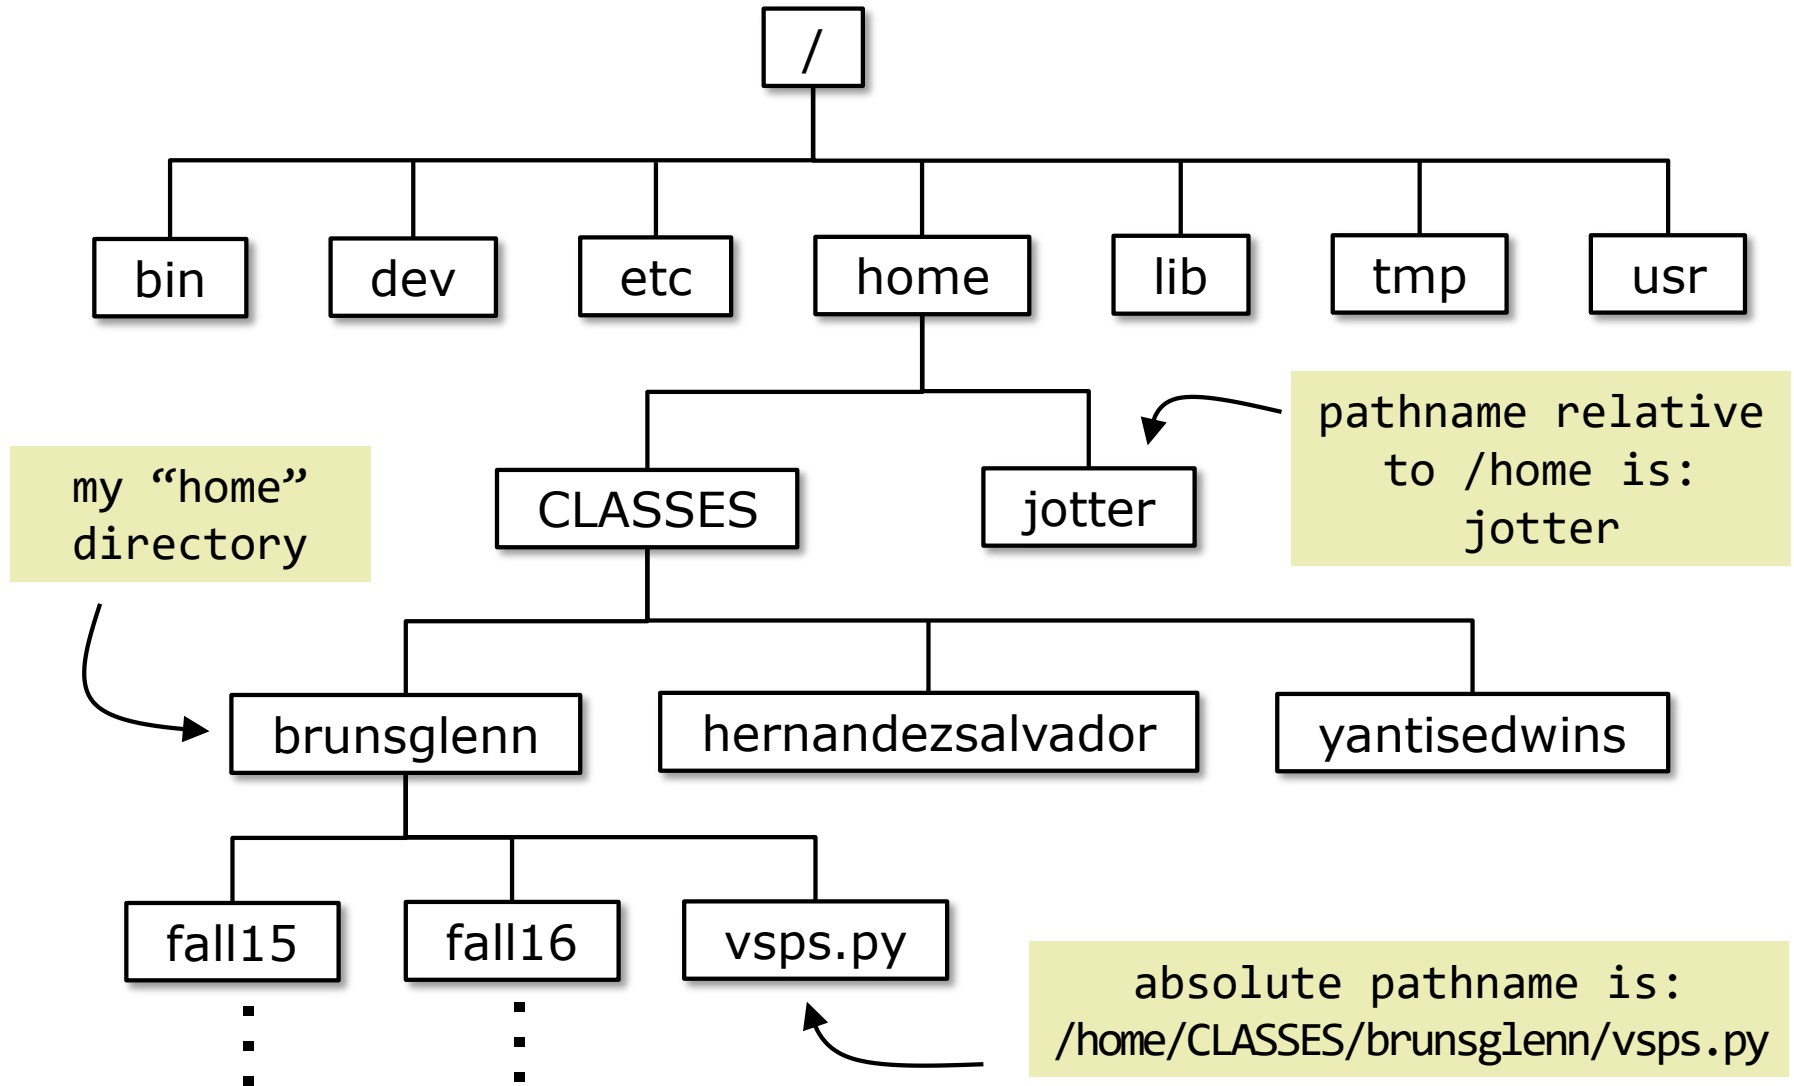 /
bin
dev
etc
home
lib
tmp
usr
pathname relative
to /home is:
jotter
my “home”
directory
CLASSES
jotter
brunsglenn
hernandezsalvador
yantisedwins
fall15
fall16
vsps.py
absolute pathname is:
/home/CLASSES/brunsglenn/vsps.py